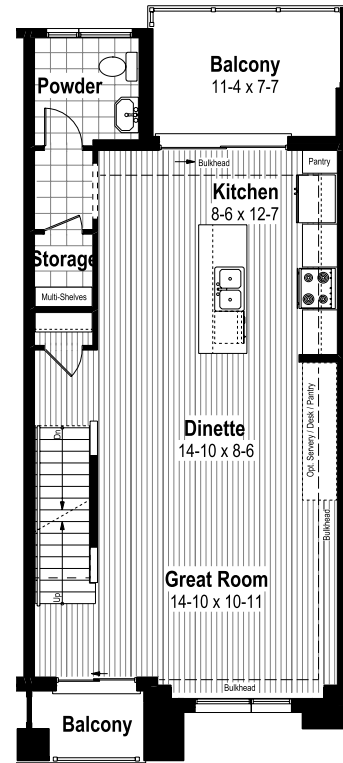 Balcony
11-4 x 7-7
Powder
Bulkhead
Pantry
Kitchen
8-6 x 12-7
Storage
Multi-Shelves
Dn
Dinette
14-10 x 8-6
Opt. Servery / Desk / Pantry
Bulkhead
Great Room
14-10 x 10-11
Up
Bulkhead
Balcony